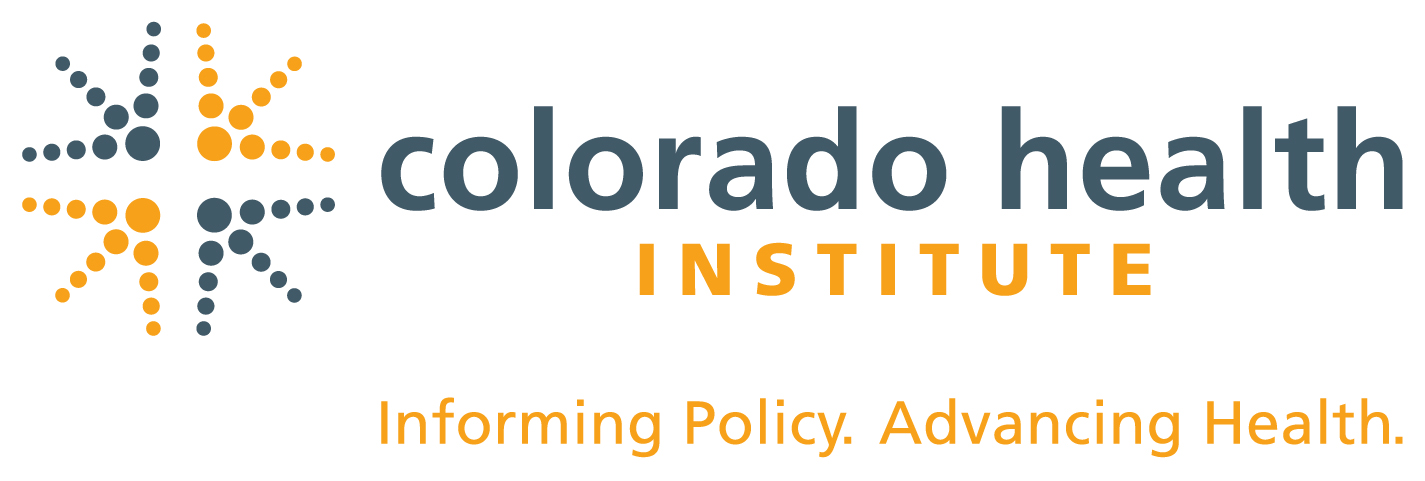 colorado health
INSTITUTE
Informing Policy. Advancing Health.